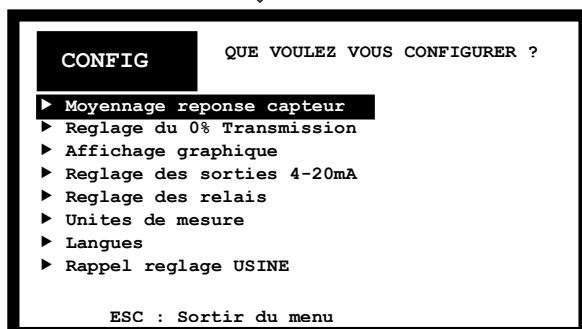 CONFIG
QUE VOULEZ VOUS CONFIGURER ?
Moyennage reponse capteur
Reglage du 0% Transmission
Affichage graphique
Reglage des sorties 4-20mA
Reglage des relais
Unites de mesure
Langues
Rappel reglage USINE
ESC : Sortir du menu